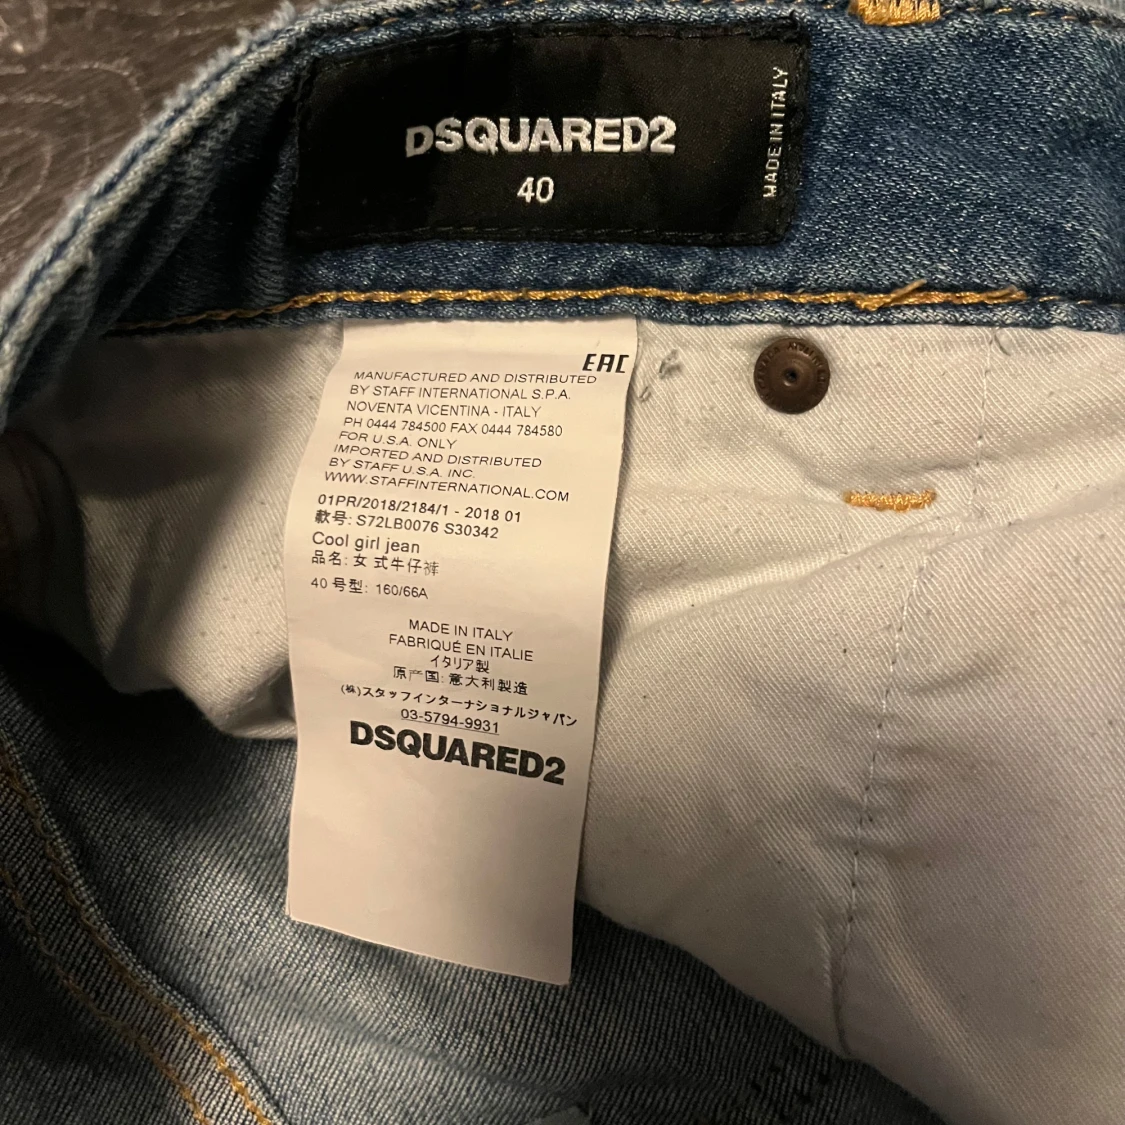 DSQUARED2
40
MADE IN ITALY
EAC
MANUFACTURED AND DISTRIBUTED
BY STAFF INTERNATIONAL S.P.A.
NOVENTA VICENTINA - ITALY
PH 0444 784500 FAX 0444 784580
FOR U.S.A. ONLY
IMPORTED AND DISTRIBUTED
BY STAFF U.S.A. INC.
WWW.STAFFINTERNATIONAL.COM
01PR/2018/2184/1 - 2018 01
款号: S72LB0076 S30342
Cool girl jean
品名: 女 式牛仔裤
40 号型: 160/66A
MADE IN ITALY
FABRIQUÉ EN ITALIE
イタリア製
原产国: 意大利製造
(株)スタッフインターナショナルジャパン
03-5794-9931
DSQUARED2